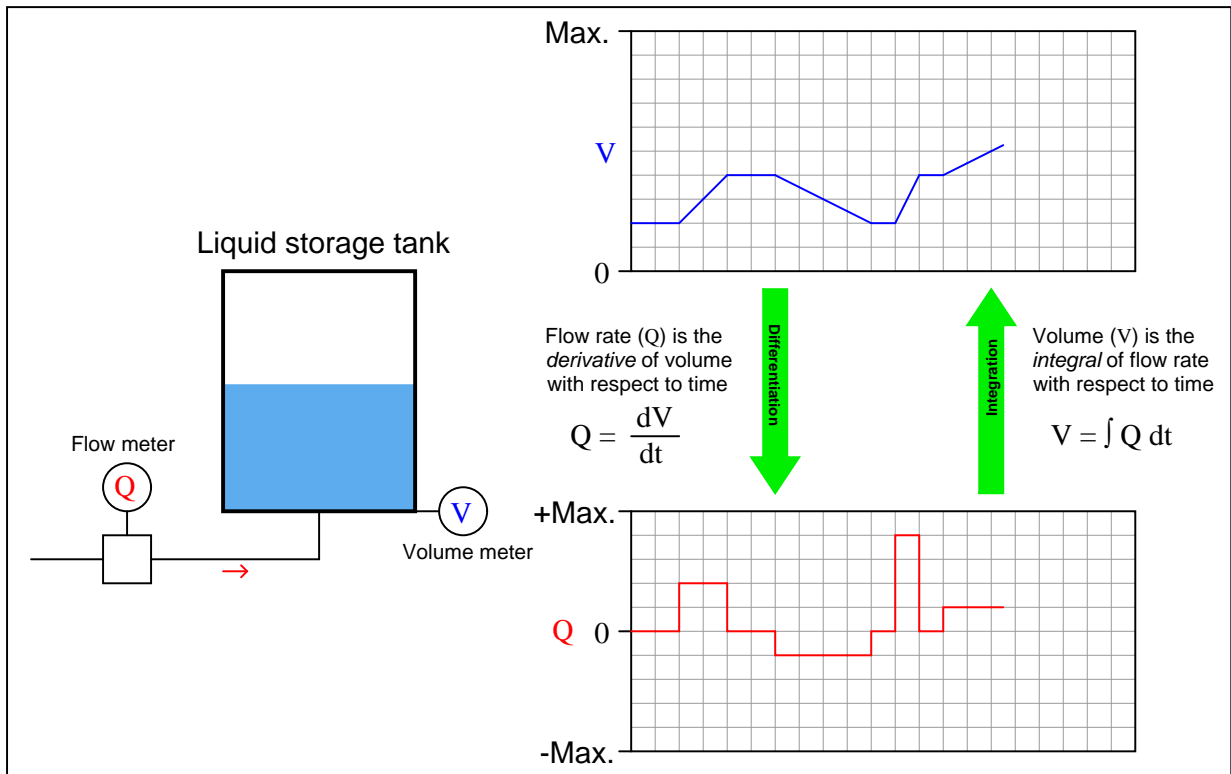 Max.
V
0
Liquid storage tank
Flow meter
Q
V
Volume meter
Flow rate (Q) is the
derivative of volume
with respect to time
Q = dV
dt
Differentiation
Integration
Volume (V) is the
integral of flow rate
with respect to time
V = ∫ Q dt
+Max.
Q 0
-Max.